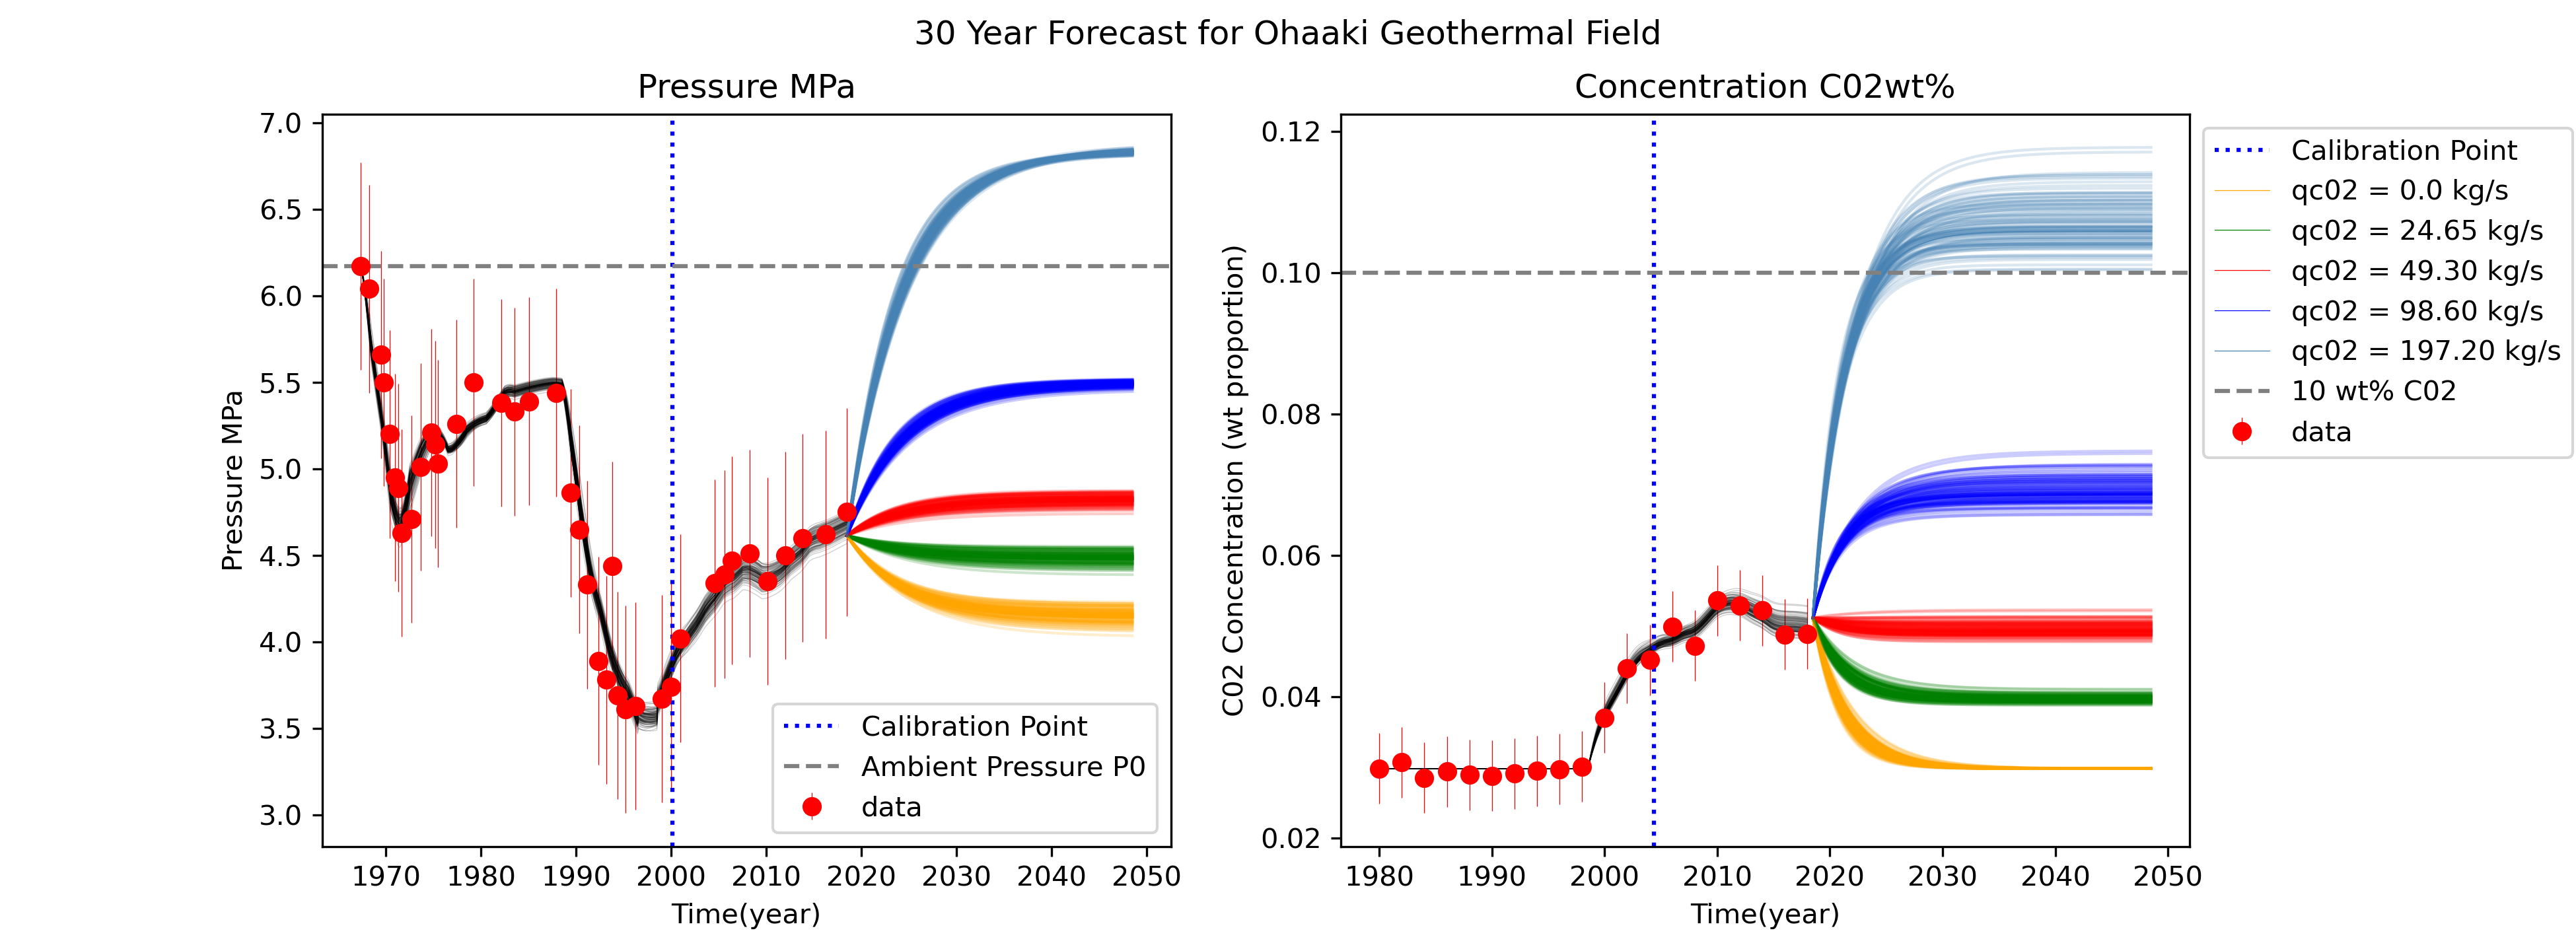 30 Year Forecast for Ohaaki Geothermal Field
Pressure MPa
Pressure MPa
7.0
6.5
6.0
5.5
5.0
4.5
4.0
3.5
3.0
1970 1980 1990 2000 2010 2020 2030 2040 2050
Time(year)
Calibration Point
Ambient Pressure P0
data
Concentration C02wt%
C02 Concentration (wt proportion)
0.12
0.10
0.08
0.06
0.04
0.02
1980 1990 2000 2010 2020 2030 2040 2050
Time(year)
Calibration Point
qc02 = 0.0 kg/s
qc02 = 24.65 kg/s
qc02 = 49.30 kg/s
qc02 = 98.60 kg/s
qc02 = 197.20 kg/s
10 wt% C02
data